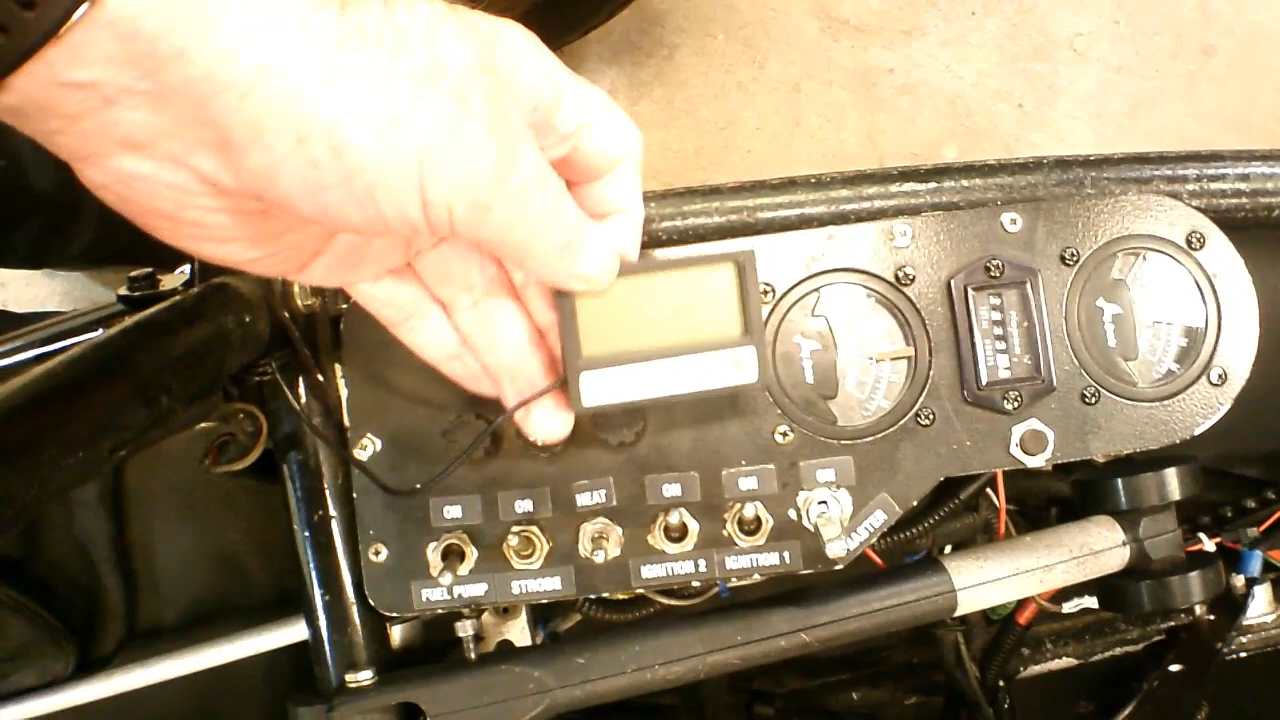 ON
ON
HEAT
ON
ON
ON
FUEL PUMP
STROBE
IGNITION 2
IGNITION 1
MASTER